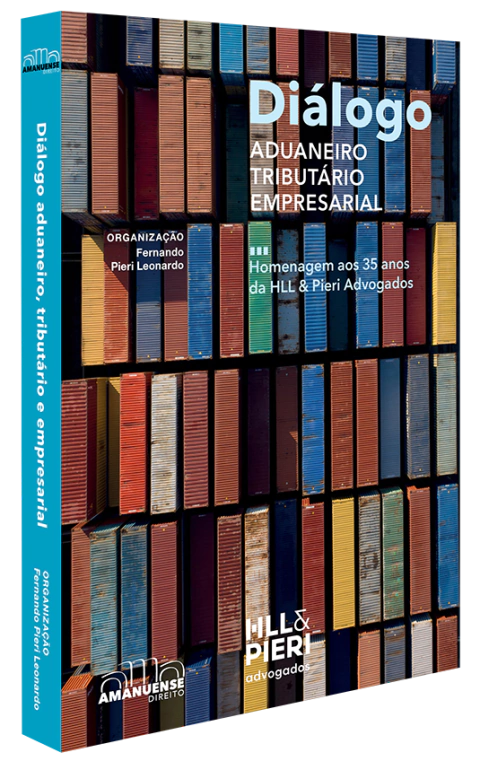 AMANUENSE
DIREITO
Diálogo aduaneiro, tributário e empresarial
ORGANIZAÇÃO
Fernando Pieri Leonardo
Diálogo
ADUANEIRO
TRIBUTÁRIO
EMPRESARIAL
ORGANIZAÇÃO
Fernando
Pieri Leonardo
Homenagem aos 35 anos
da HLL & Pieri Advogados
HLL&
PIERI
advogados
AMANUENSE
DIREITO